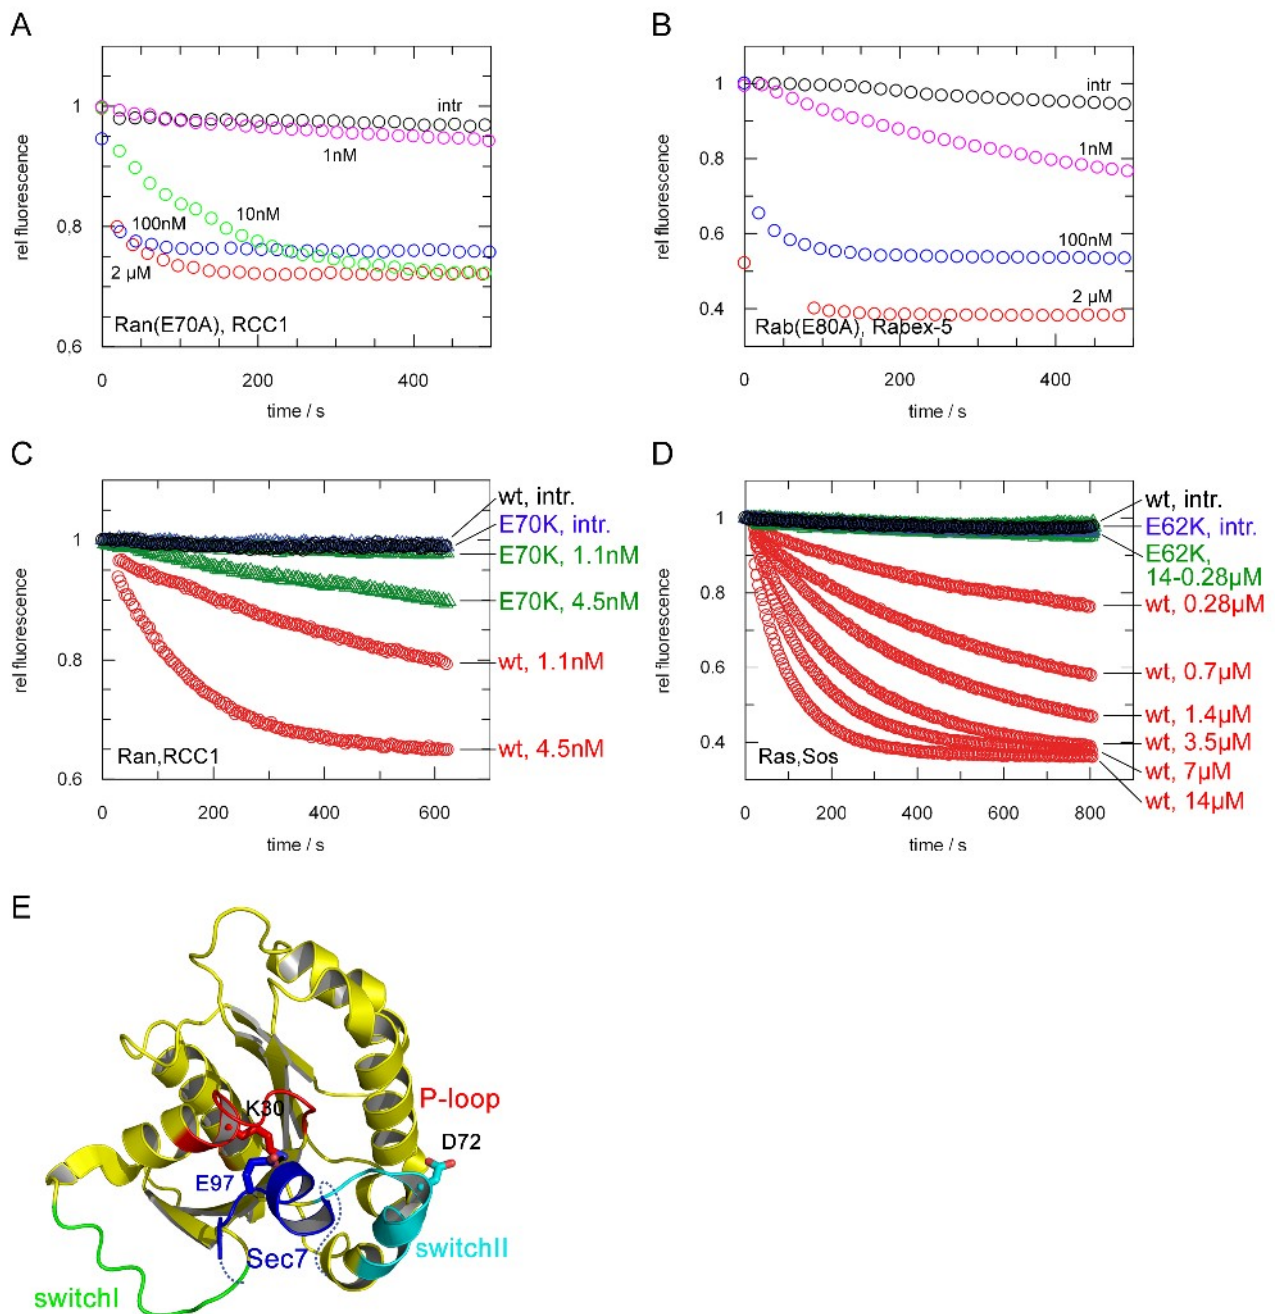 A
rel fluorescence
1
0.8
0.6
intr
1nM
10nM
100nM
2 µM
Ran(E70A), RCC1
0
200
400
time / s
B
rel fluorescence
1
0.8
0.6
0.4
intr
1nM
100nM
2 µM
Rab(E80A), Rabex-5
0
200
400
time / s
C
rel fluorescence
1
0.8
0.6
wt, intr.
E70K, intr.
E70K, 1.1nM
E70K, 4.5nM
wt, 1.1nM
wt, 4.5nM
Ran,RCC1
0
200
400
600
time / s
D
rel fluorescence
1
0.8
0.6
0.4
wt, intr.
E62K, intr.
E62K,
14-0.28µM
wt, 0.28µM
wt, 0.7µM
wt, 1.4µM
wt, 3.5µM
wt, 7µM
wt, 14µM
Ras,Sos
0
200
400
600
800
time / s
E
P-loop
K30
D72
E97
Sec7
switchII
switchI